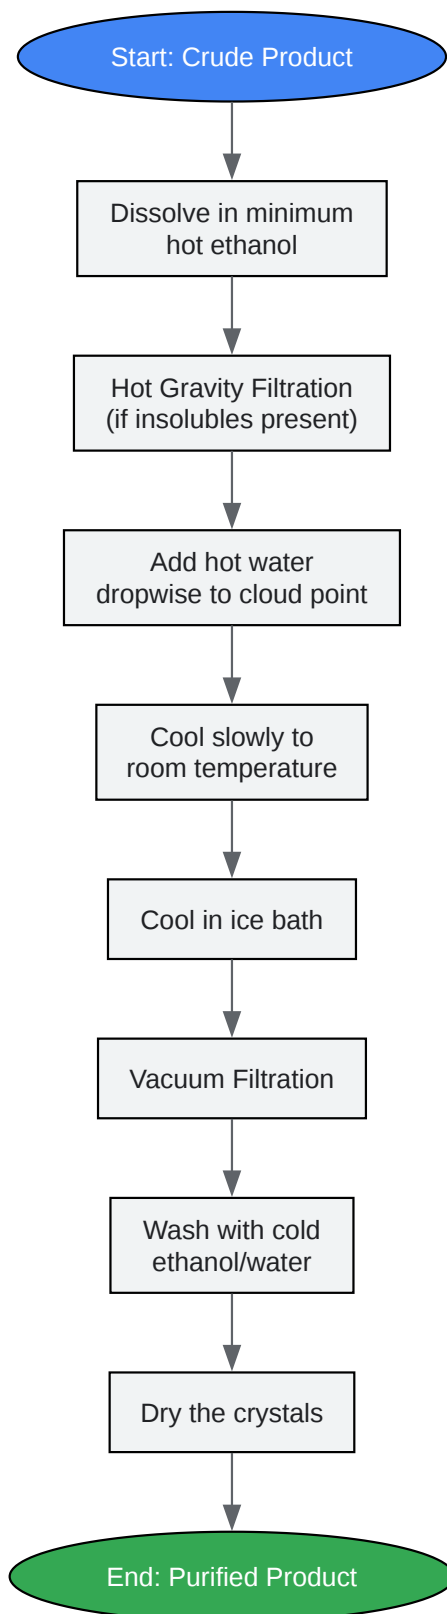 Start: Crude Product
Dissolve in minimum
hot ethanol
Hot Gravity Filtration
(if insolubles present)
Add hot water
dropwise to cloud point
Cool slowly to
room temperature
Cool in ice bath
Vacuum Filtration
Wash with cold
ethanol/water
Dry the crystals
End: Purified Product